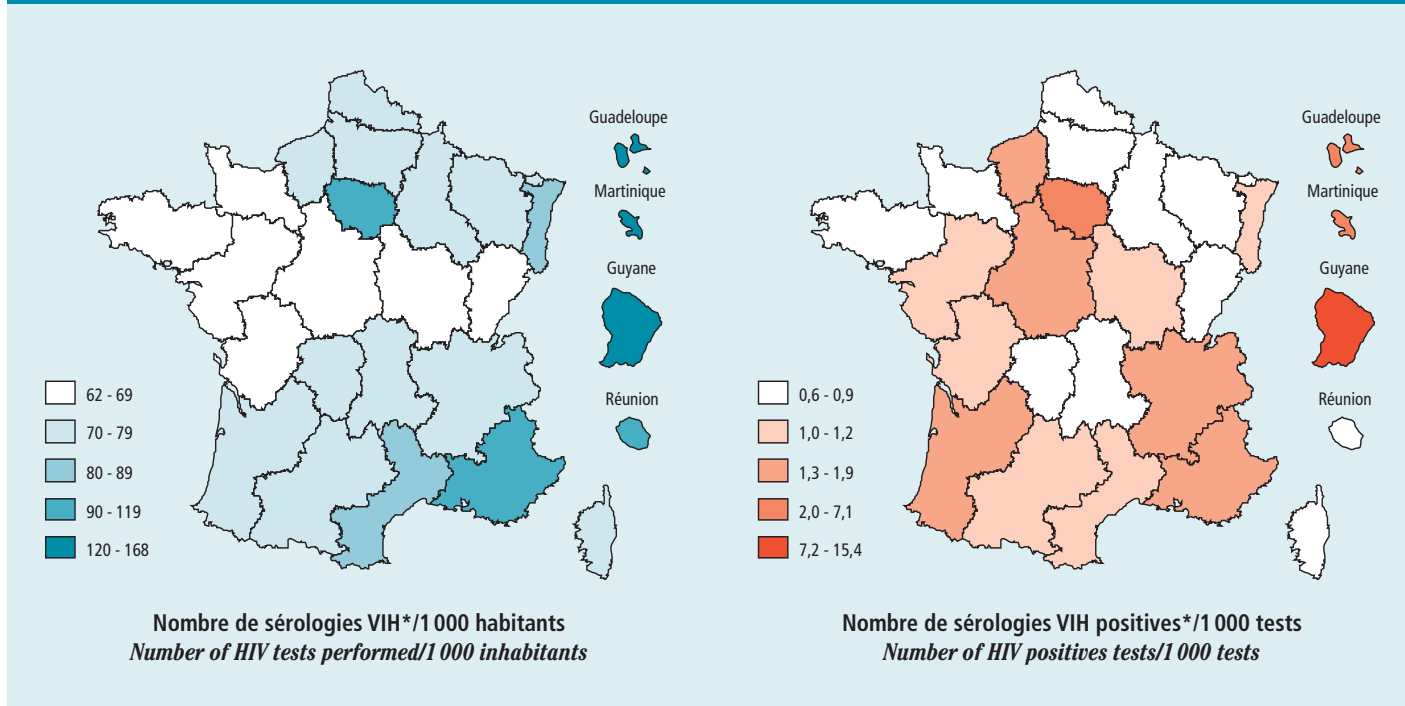 Guadeloupe
Martinique
Guyane
Réunion
62 - 69
70 - 79
80 - 89
90 - 119
120 - 168
Nombre de sérologies VIH*/1 000 habitants
Number of HIV tests performed/1 000 inhabitants
Guadeloupe
Martinique
Guyane
Réunion
0,6 - 0,9
1,0 - 1,2
1,3 - 1,9
2,0 - 7,1
7,2 - 15,4
Nombre de sérologies VIH positives*/1 000 tests
Number of HIV positives tests/1 000 tests